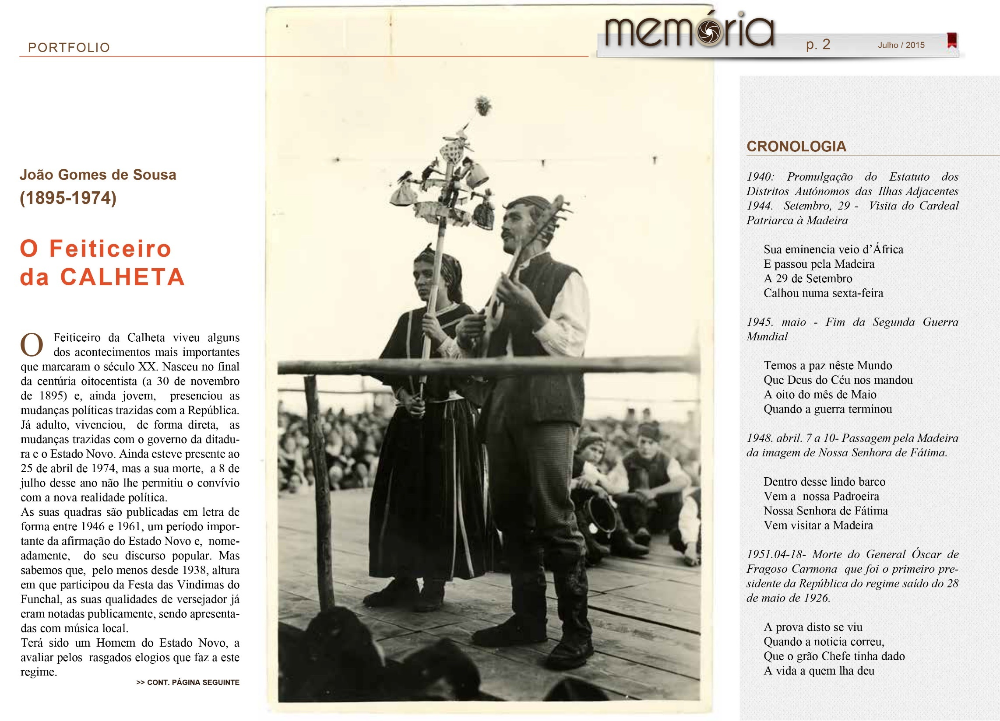 PORTFOLIO
memória
p. 2
Julho / 2015
João Gomes de Sousa
(1895-1974)
O Feiticeiro
da CALHETA
O Feiticeiro da Calheta viveu alguns
dos acontecimentos mais importantes
que marcaram o século XX. Nasceu no final
da centúria oitocentista (a 30 de novembro
de 1895) e, ainda jovem, presenciou as
mudanças políticas trazidas com a República.
Já adulto, vivenciou, de forma direta, as
mudanças trazidas com o governo da ditadu-
ra e o Estado Novo. Ainda esteve presente ao
25 de abril de 1974, mas a sua morte, a 8 de
julho desse ano não lhe permitiu o convívio
com a nova realidade política.
As suas quadras são publicadas em letra de
forma entre 1946 e 1961, um período impor-
tante da afirmação do Estado Novo e, nome-
adamente, do seu discurso popular. Mas
sabemos que, pelo menos desde 1938, altura
em que participou da Festa das Vindimas do
Funchal, as suas qualidades de versejador já
eram notadas publicamente, sendo apresenta-
das com música local.
Terá sido um Homem do Estado Novo, a
avaliar pelos rasgados elogios que faz a este
regime.
>> CONT. PÁGINA SEGUINTE
CRONOLOGIA
1940: Promulgação do Estatuto dos
Distritos Autónomos das Ilhas Adjacentes
1944. Setembro, 29 - Visita do Cardeal
Patriarca à Madeira
Sua eminencia veio d’África
E passou pela Madeira
A 29 de Setembro
Calhou numa sexta-feira
1945. maio - Fim da Segunda Guerra
Mundial
Temos a paz nêste Mundo
Que Deus do Céu nos mandou
A oito do mês de Maio
Quando a guerra terminou
1948. abril. 7 a 10- Passagem pela Madeira
da imagem de Nossa Senhora de Fátima.
Dentro desse lindo barco
Vem a nossa Padroeira
Nossa Senhora de Fátima
Vem visitar a Madeira
1951.04-18- Morte do General Óscar de
Fragoso Carmona que foi o primeiro pre-
sidente da República do regime saído do 28
de maio de 1926.
A prova disto se viu
Quando a noticia correu,
Que o grão Chefe tinha dado
A vida a quem lha deu